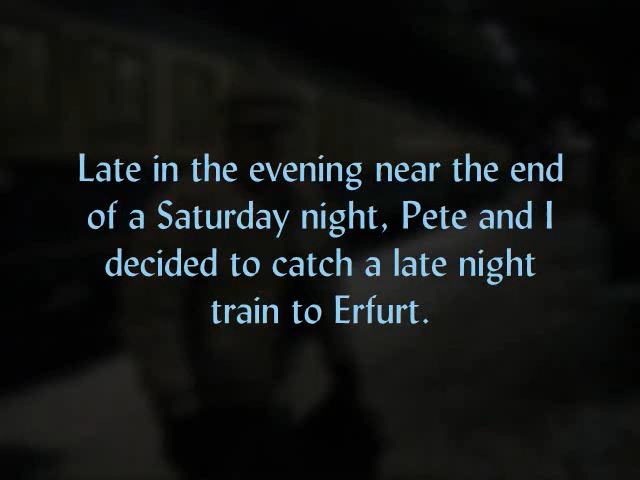 Late in the evening near the end
of a Saturday night, Pete and I
decided to catch a late night
train to Erfurt.